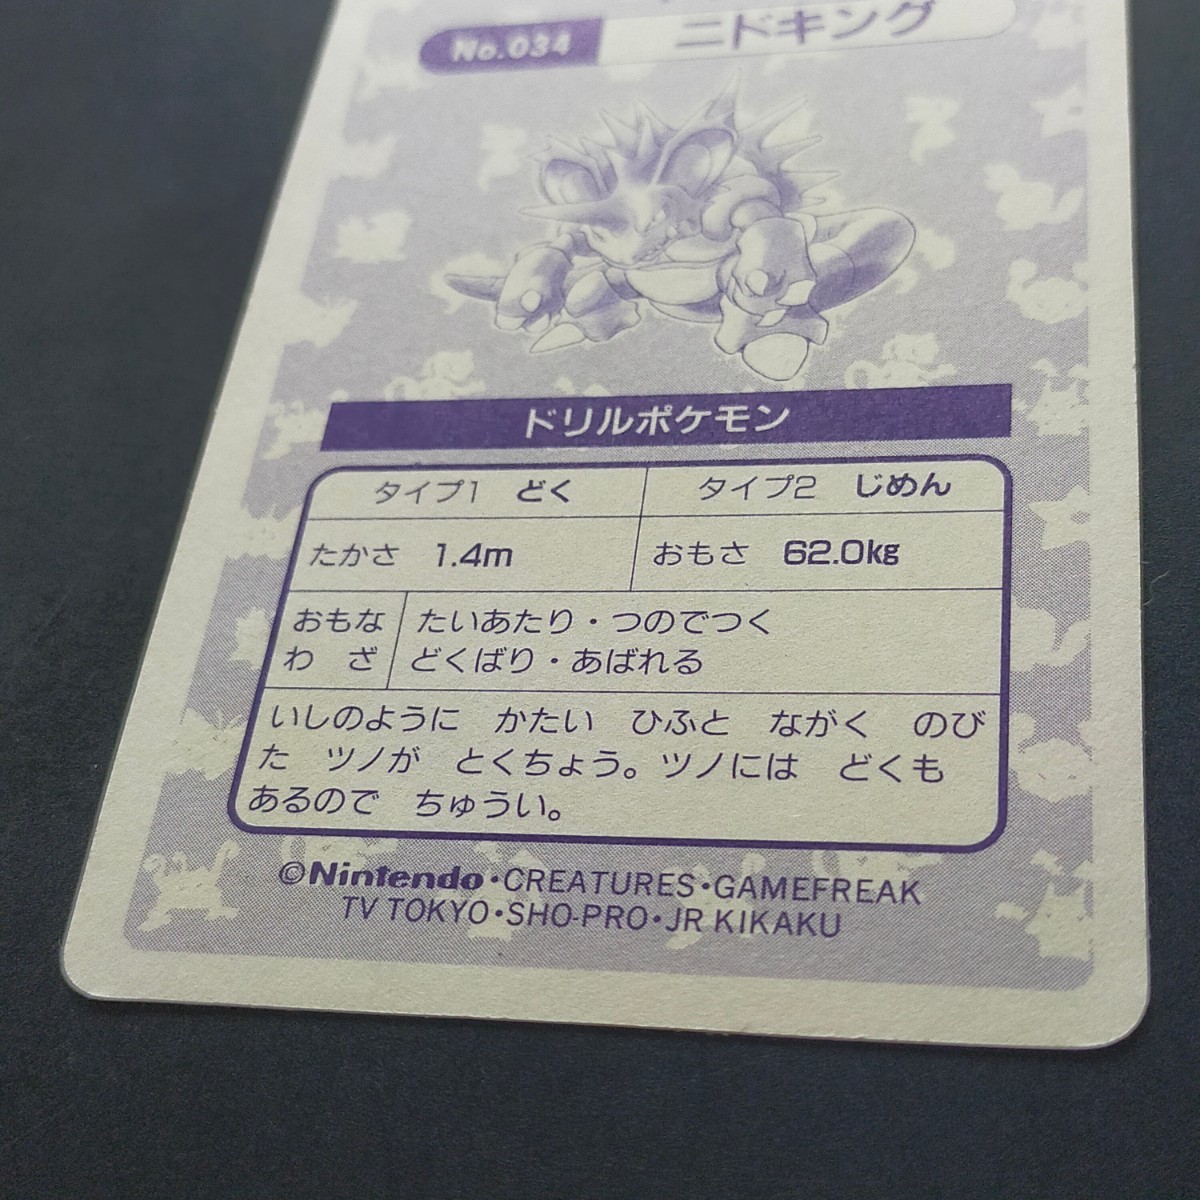 No.034 ニドキング
ドリルポケモン
タイプ1 どく タイプ2 じめん
たかさ 1.4m おもさ 62.0kg
おもな たいあたり・つのでつく
わ ざ どくばり・あばれる
いしのように かたい ひふと ながく のび
た ツノが とくちょう。ツノには どくも
あるので ちゅうい。
©Nintendo・CREATURES・GAMEFREAK
TV TOKYO・SHO-PRO・JR KIKAKU